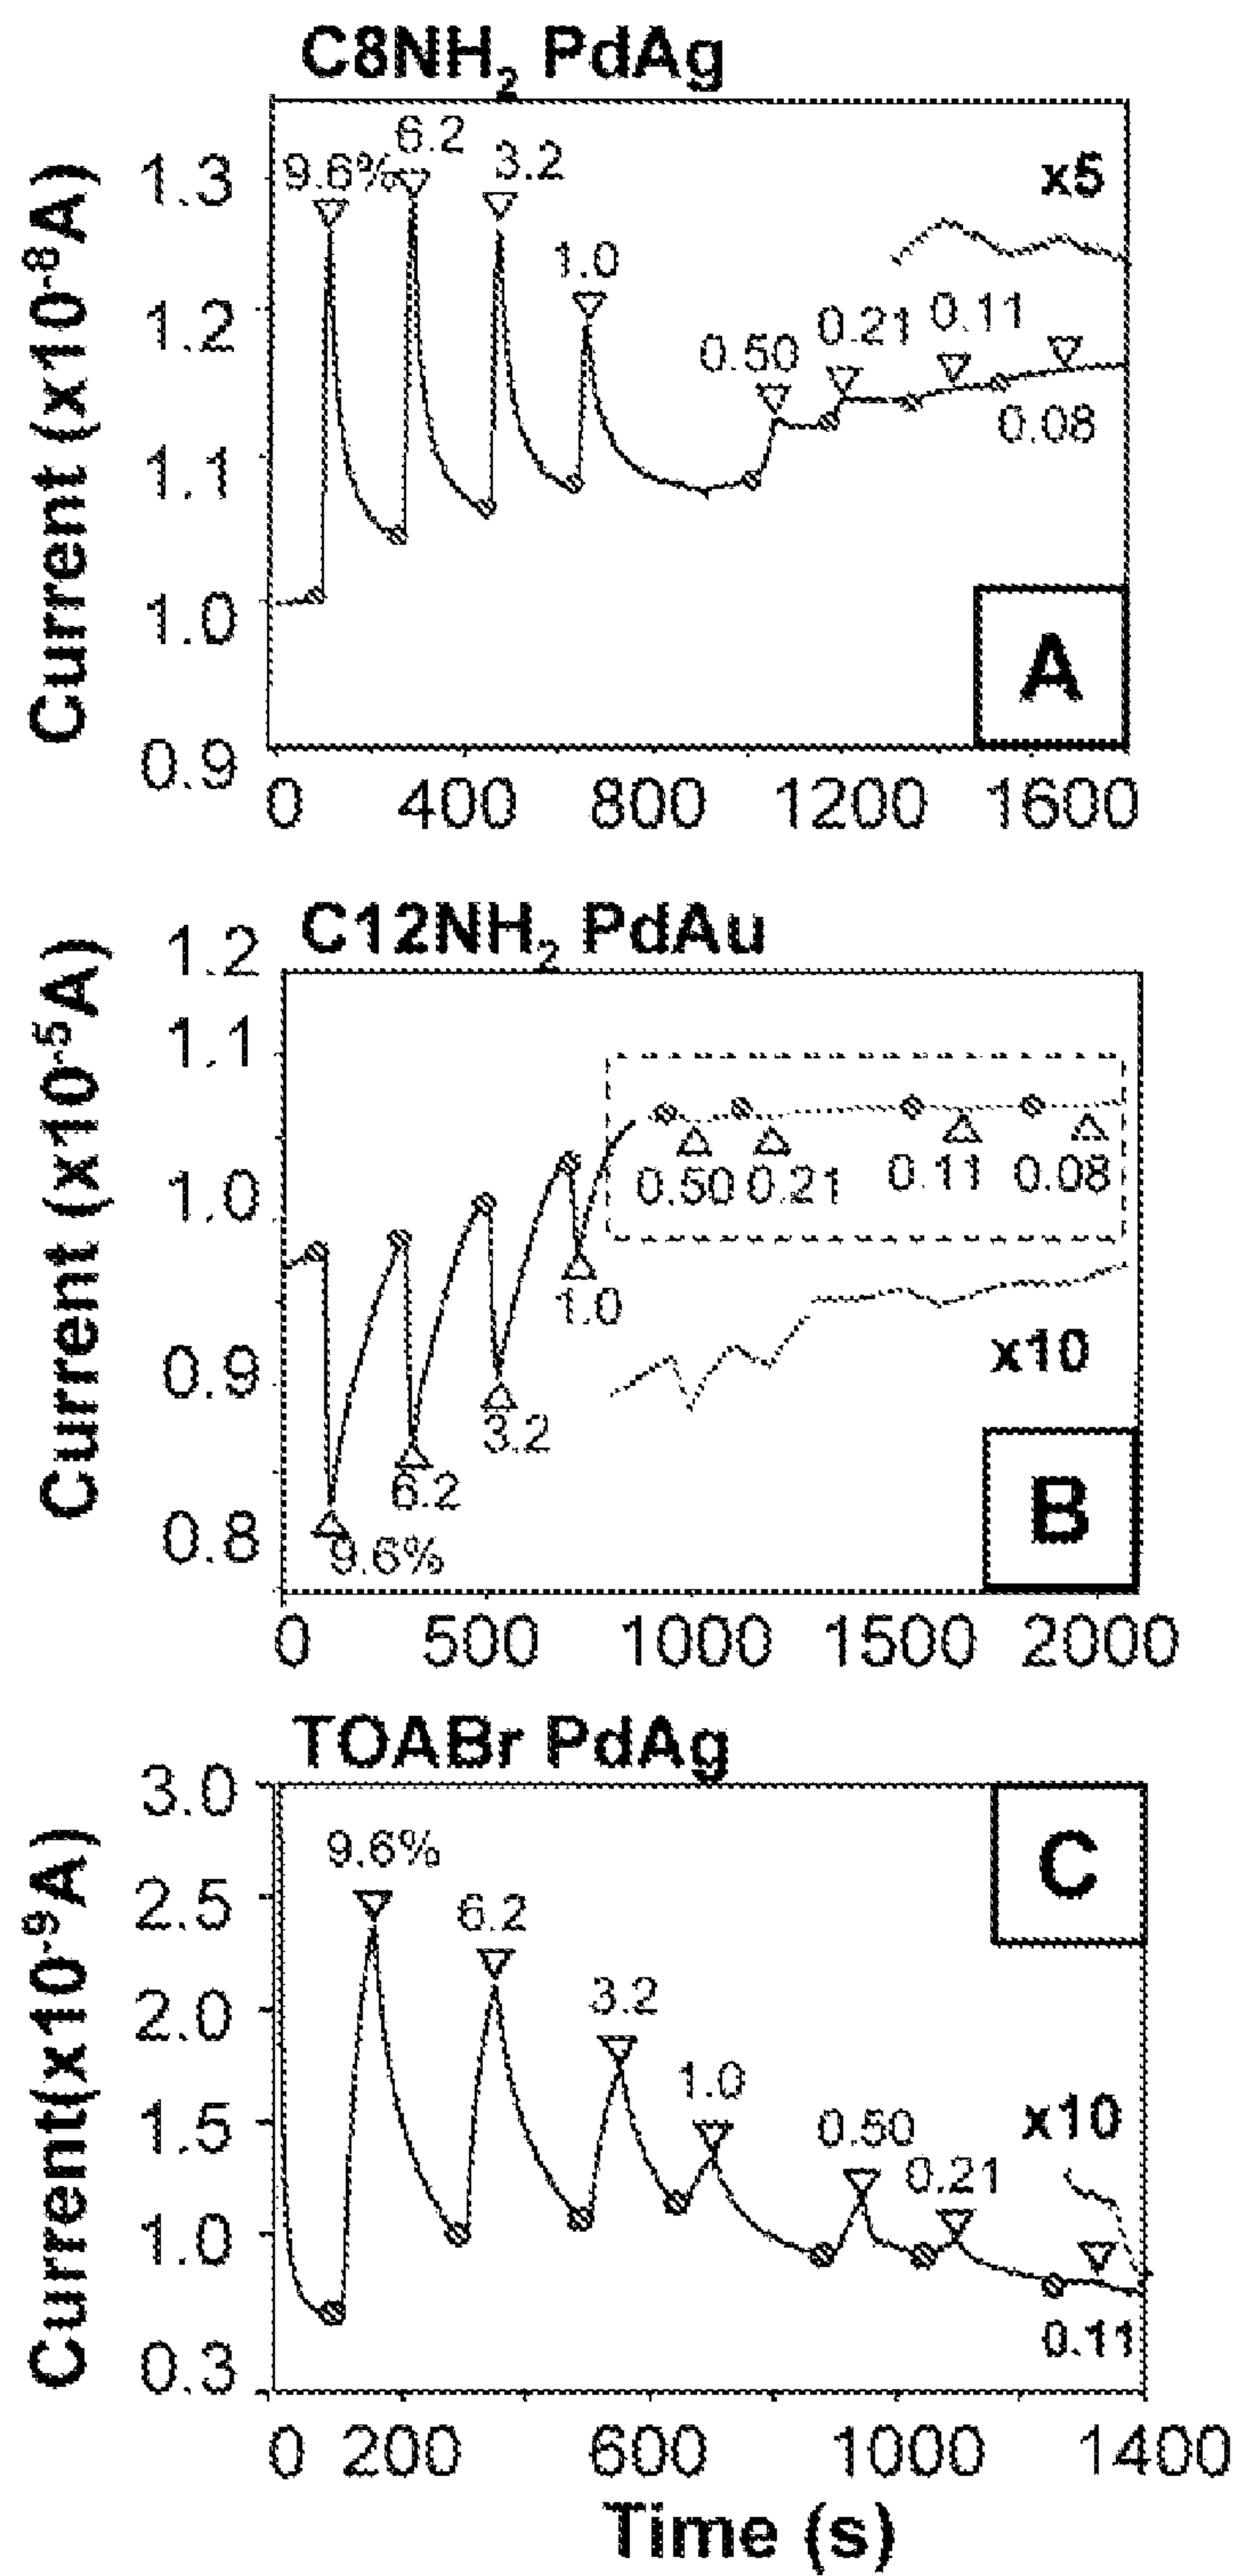 C8NH2 PdAg
Current (x10-8A)
1.3
1.2
1.1
1.0
0.9
9.6%
6.2
3.2
1.0
0.50
0.21
0.11
0.08
x5
A
0 400 800 1200 1600
C12NH2 PdAu
Current (x10-5A)
1.2
1.1
1.0
0.9
0.8
9.6%
6.2
3.2
1.0
0.50
0.21
0.11
0.08
x10
B
0 500 1000 1500 2000
TOABr PdAg
Current(x10-9A)
3.0
2.5
2.0
1.5
1.0
0.3
9.6%
6.2
3.2
1.0
0.50
0.21
0.11
x10
C
0 200 600 1000 1400
Time (s)